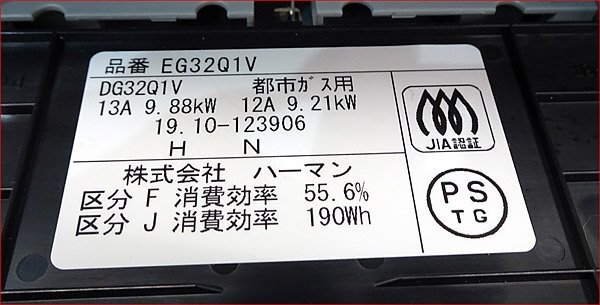 品番 EG32Q1V
DG32Q1V 都市ｶﾞｽ用
13A 9.88kW 12A 9.21kW
19.10-123906
H N
JIA認証
株式会社 ハーマン
区分 F 消費効率 55.6%
区分 J 消費効率 190Wh
PS
TG